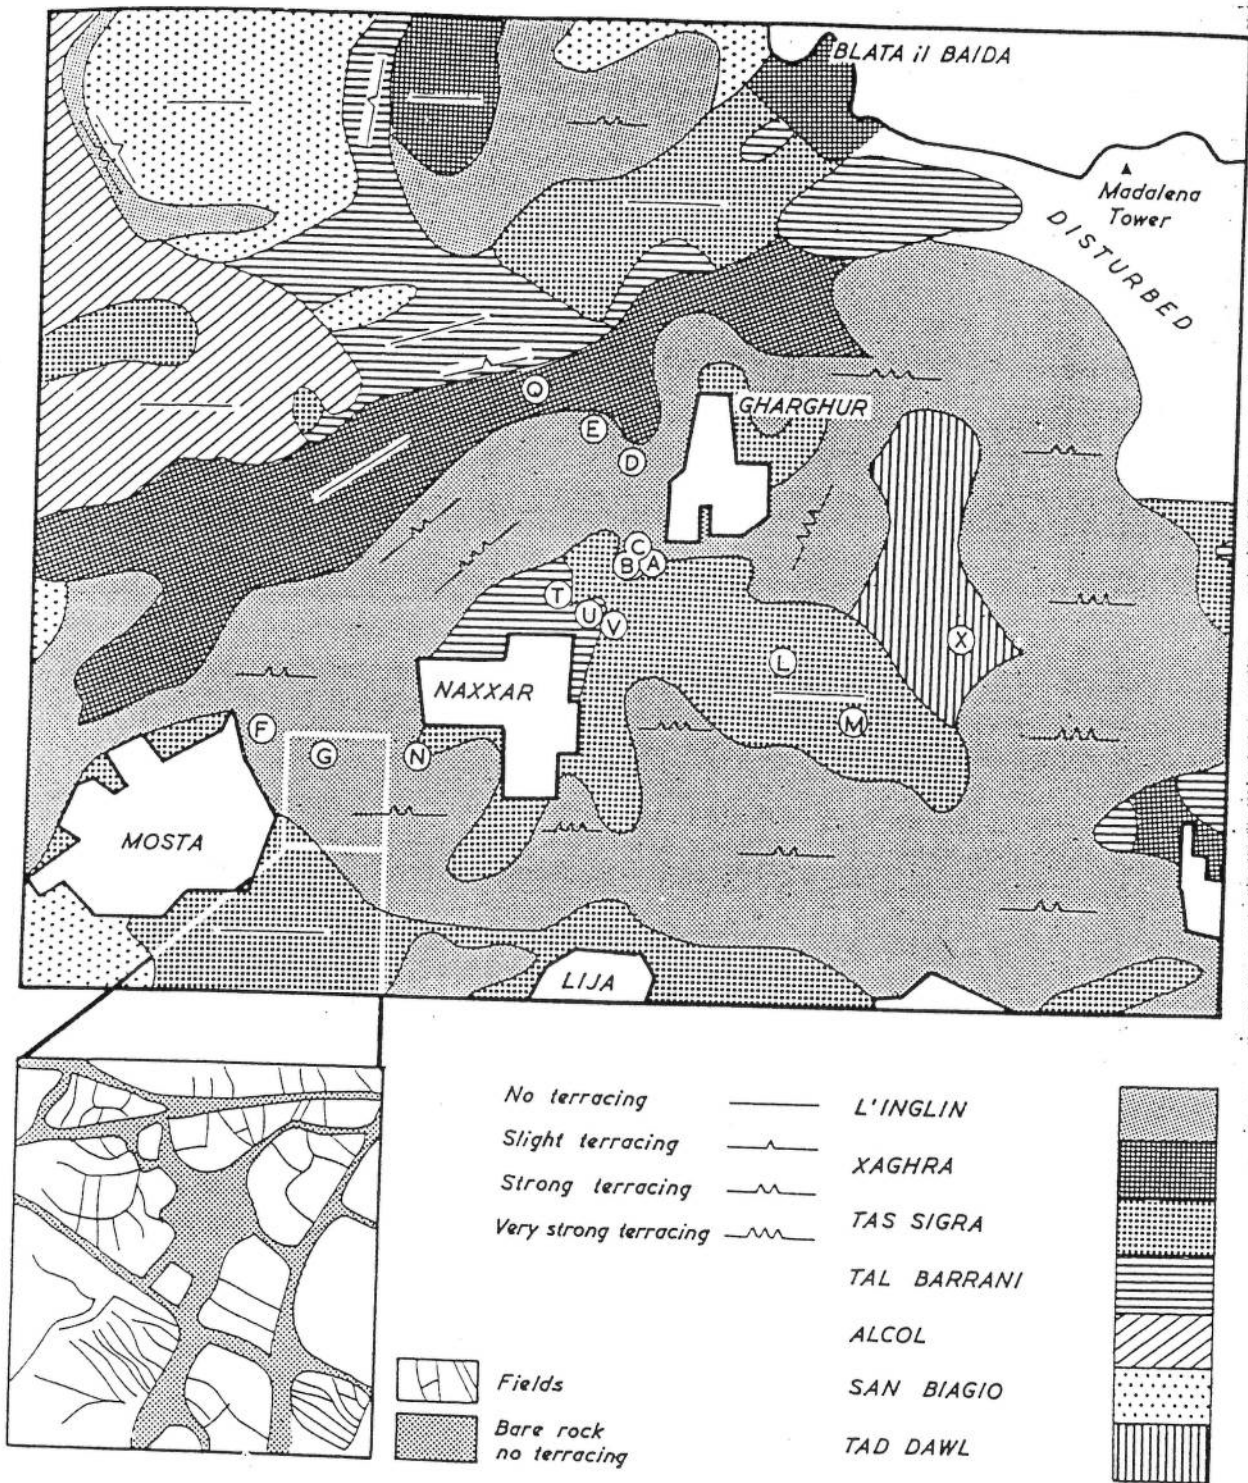 BLATA il BAIDA
Madalena
Tower
DISTURBED
Q
GHARGHUR
E
D
C
B
A
T
U
V
X
L
NAXXAR
M
F
G
N
MOSTA
LIJA
No terracing
Slight terracing
Strong terracing
Very strong terracing
L'INGLIN
XAGHRA
TAS SIGRA
TAL BARRANI
ALCOL
SAN BIAGIO
TAD DAWL
Fields
Bare rock
no terracing